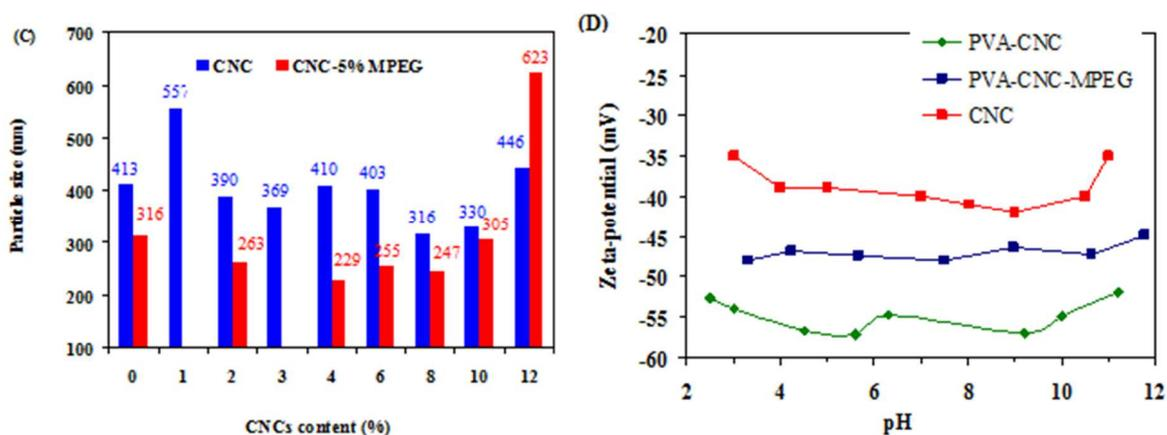 (C)
700
600
500
400
300
200
100
Particle size (nm)
CNC
CNC-5% MPEG
413
316
557
390
263
369
410
229
403
255
316
247
330
305
446
623
0 1 2 3 4 6 8 10 12
CNCs content (%)
(D)
-20
-25
-30
-35
-40
-45
-50
-55
-60
Zeta-potential (mV)
PVA-CNC
PVA-CNC-MPEG
CNC
2 4 6 8 10 12
pH